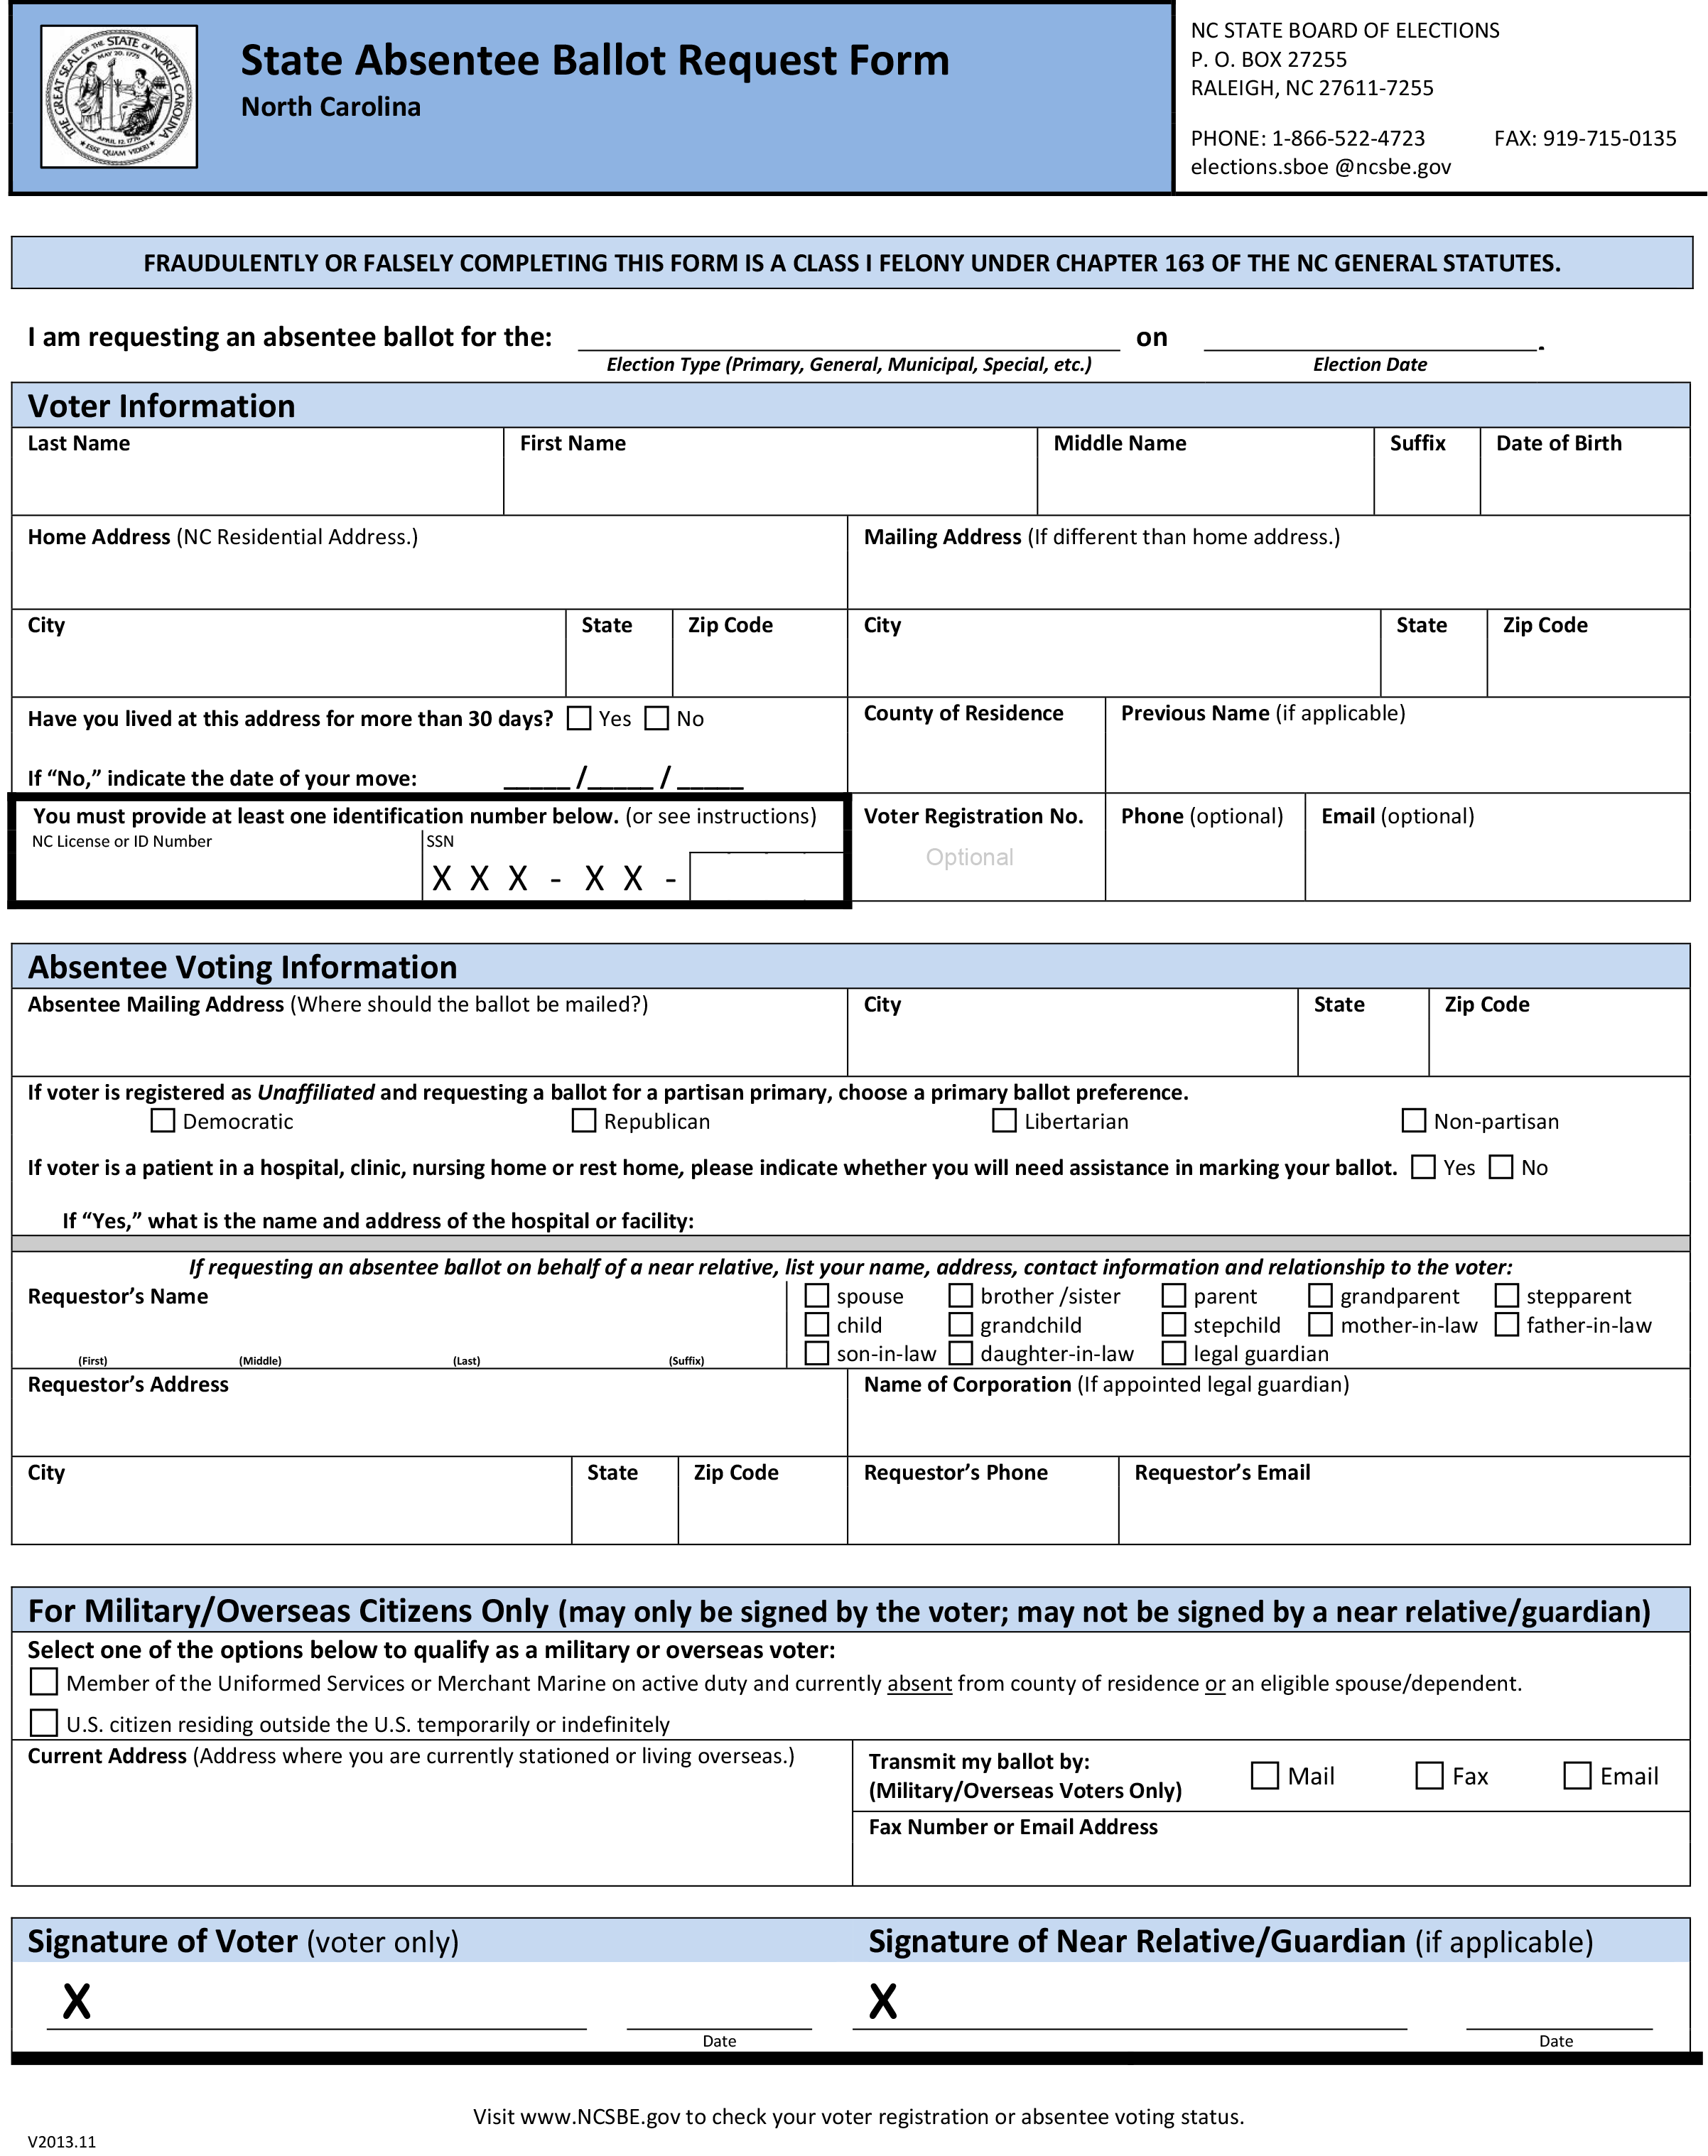 THE GREAT SEAL OF THE STATE OF NORTH CAROLINA
MAY 20, 1775
APRIL 12, 1776
ESSE QUAM VIDERI
State Absentee Ballot Request Form
North Carolina
NC STATE BOARD OF ELECTIONS
P. O. BOX 27255
RALEIGH, NC 27611-7255
PHONE: 1-866-522-4723 FAX: 919-715-0135
elections.sboe @ncsbe.gov
FRAUDULENTLY OR FALSELY COMPLETING THIS FORM IS A CLASS I FELONY UNDER CHAPTER 163 OF THE NC GENERAL STATUTES.
I am requesting an absentee ballot for the: ____ on ____.
Election Type (Primary, General, Municipal, Special, etc.) Election Date
Voter Information
Last Name First Name Middle Name Suffix Date of Birth
Home Address (NC Residential Address.) Mailing Address (If different than home address.)
City State Zip Code City State Zip Code
Have you lived at this address for more than 30 days? Yes No County of Residence Previous Name (if applicable)
If “No,” indicate the date of your move: _____ /_____ / _____
You must provide at least one identification number below. (or see instructions) Voter Registration No. Phone (optional) Email (optional)
NC License or ID Number SSN
Optional
X X X - X X -
Absentee Voting Information
Absentee Mailing Address (Where should the ballot be mailed?) City State Zip Code
If voter is registered as Unaffiliated and requesting a ballot for a partisan primary, choose a primary ballot preference.
Democratic Republican Libertarian Non-partisan
If voter is a patient in a hospital, clinic, nursing home or rest home, please indicate whether you will need assistance in marking your ballot. Yes No
If “Yes,” what is the name and address of the hospital or facility:
If requesting an absentee ballot on behalf of a near relative, list your name, address, contact information and relationship to the voter:
Requestor’s Name spouse brother /sister parent grandparent stepparent
child grandchild stepchild mother-in-law father-in-law
(First) (Middle) (Last) (Suffix) son-in-law daughter-in-law legal guardian
Requestor’s Address Name of Corporation (If appointed legal guardian)
City State Zip Code Requestor’s Phone Requestor’s Email
For Military/Overseas Citizens Only (may only be signed by the voter; may not be signed by a near relative/guardian)
Select one of the options below to qualify as a military or overseas voter:
Member of the Uniformed Services or Merchant Marine on active duty and currently absent from county of residence or an eligible spouse/dependent.
U.S. citizen residing outside the U.S. temporarily or indefinitely
Current Address (Address where you are currently stationed or living overseas.) Transmit my ballot by: Mail Fax Email
(Military/Overseas Voters Only)
Fax Number or Email Address
Signature of Voter (voter only) Signature of Near Relative/Guardian (if applicable)
X X
Date Date
Visit www.NCSBE.gov to check your voter registration or absentee voting status.
V2013.11